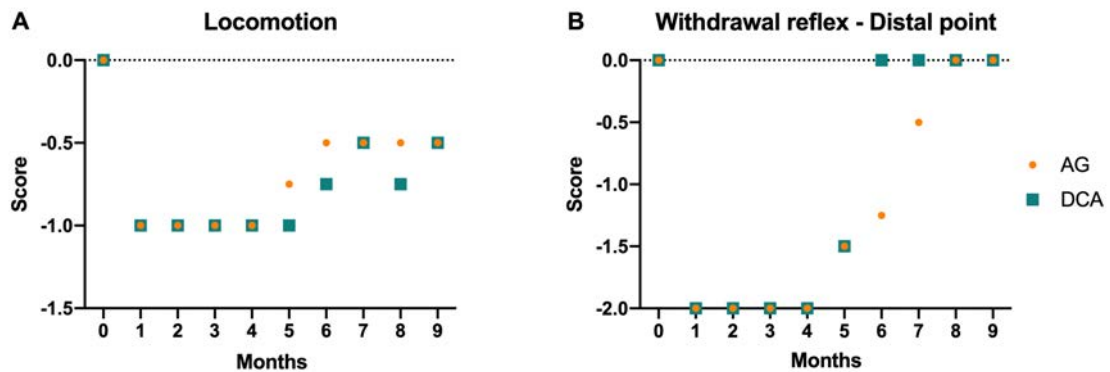 A
Locomotion
0.0
-0.5
-1.0
-1.5
Score
0 1 2 3 4 5 6 7 8 9
Months
B
Withdrawal reflex - Distal point
0.0
-0.5
-1.0
-1.5
-2.0
Score
0 1 2 3 4 5 6 7 8 9
Months
AG
DCA